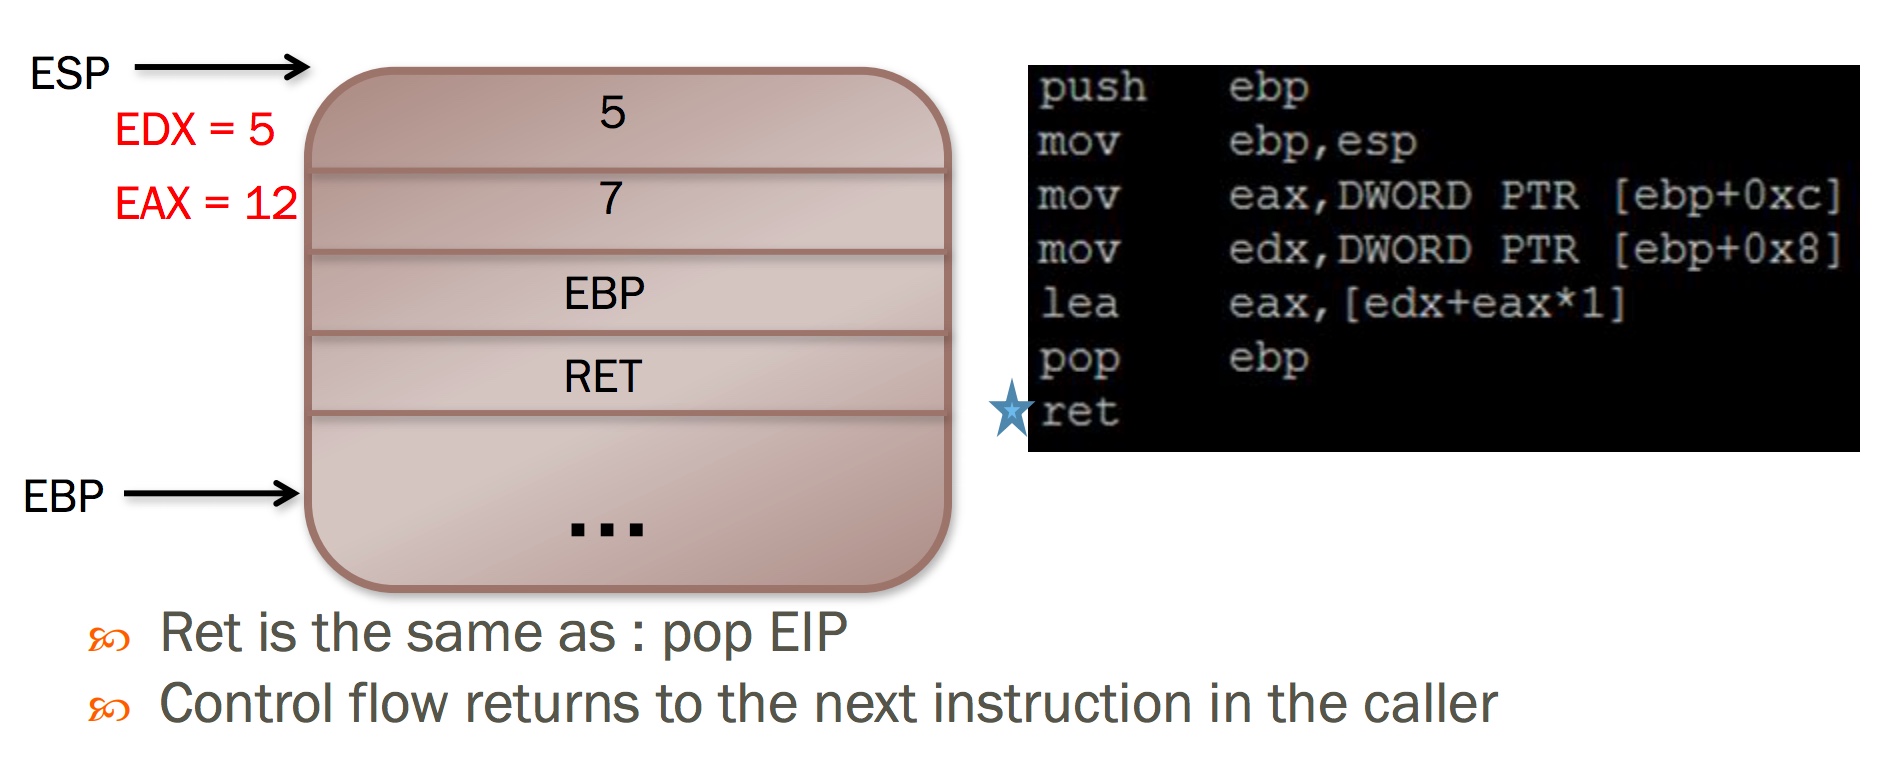 ESP
EDX = 5
EAX = 12
EBP
5
7
EBP
RET
...
push ebp
mov ebp,esp
mov eax,DWORD PTR [ebp+0xc]
mov edx,DWORD PTR [ebp+0x8]
lea eax,[edx+eax*1]
pop ebp
ret
Ret is the same as : pop EIP
Control flow returns to the next instruction in the caller